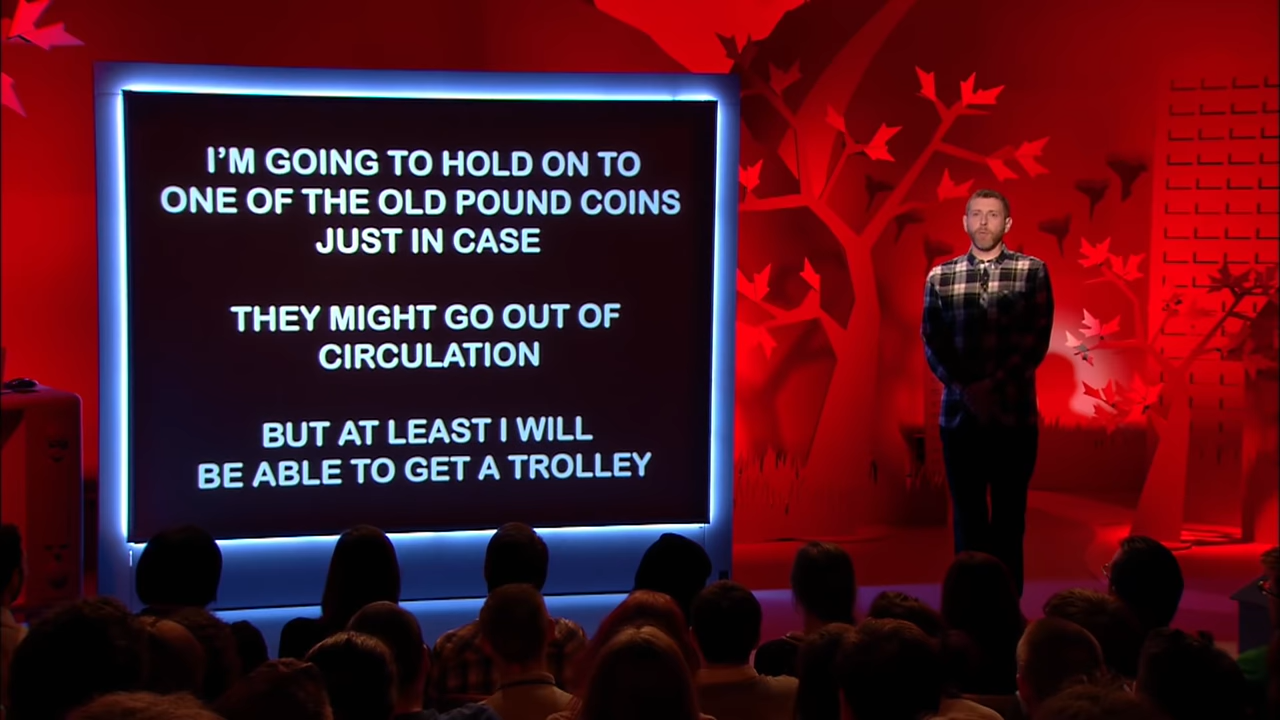 I'M GOING TO HOLD ON TO
ONE OF THE OLD POUND COINS
JUST IN CASE
THEY MIGHT GO OUT OF
CIRCULATION
BUT AT LEAST I WILL
BE ABLE TO GET A TROLLEY